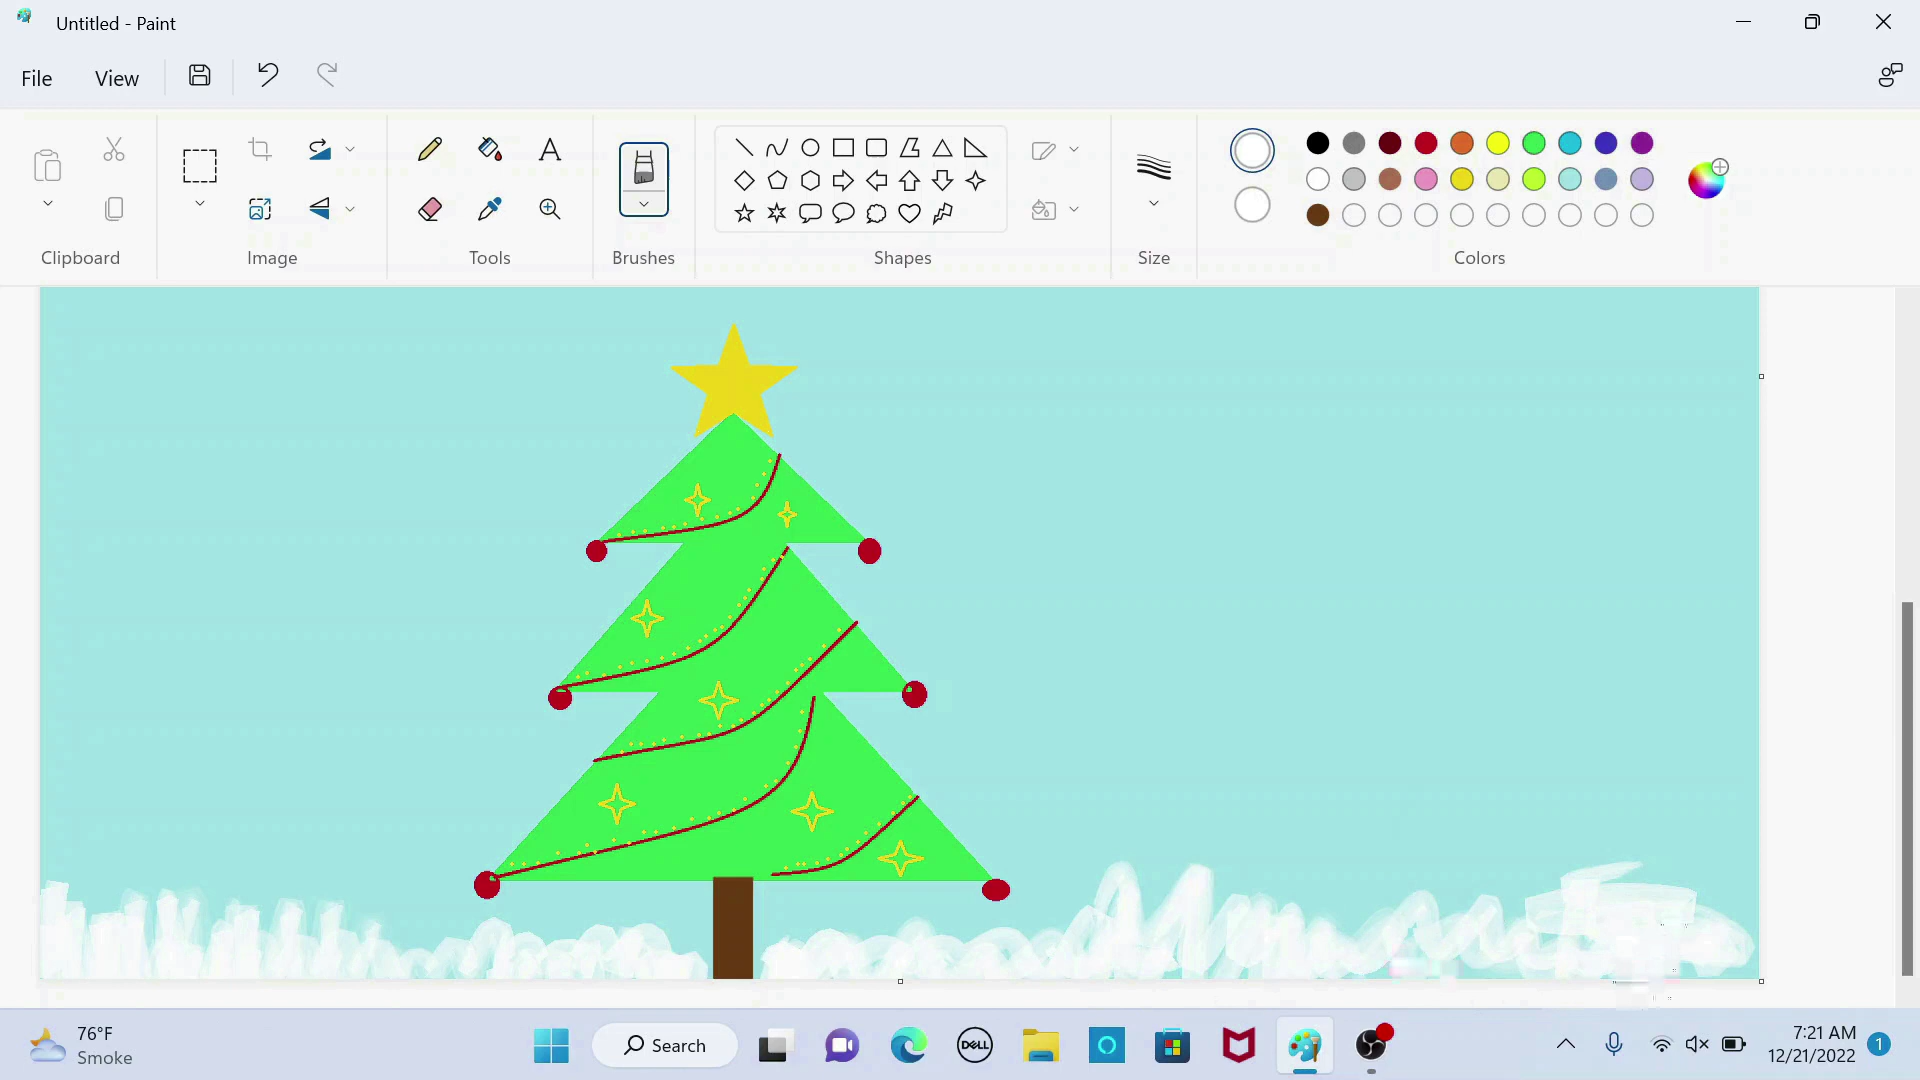 Untitled - Paint
File View
Clipboard Image Tools Brushes Shapes Size Colors
76°F
Smoke
Search
DELL
7:21 AM
12/21/2022
1